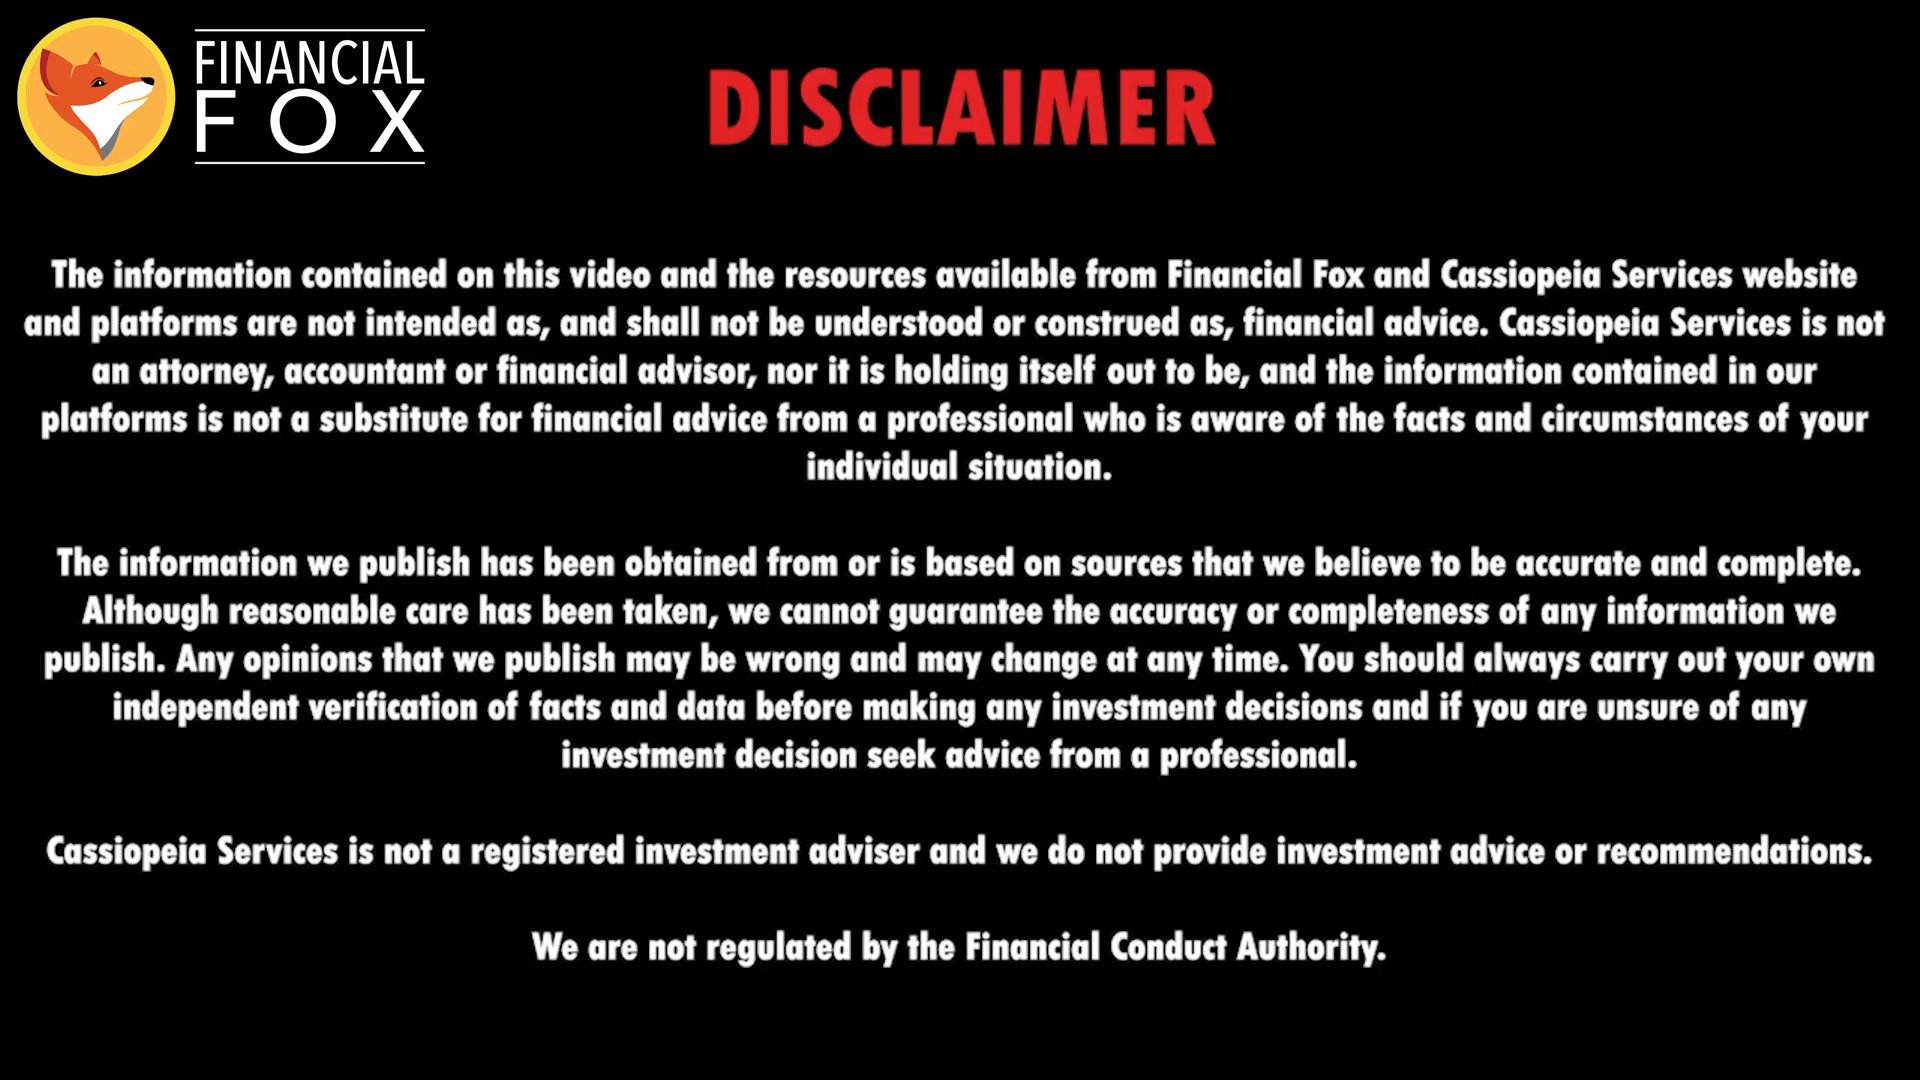 FINANCIAL
FOX
DISCLAIMER
The information contained on this video and the resources available from Financial Fox and Cassiopeia Services website
and platforms are not intended as, and shall not be understood or construed as, financial advice. Cassiopeia Services is not
an attorney, accountant or financial advisor, nor it is holding itself out to be, and the information contained in our
platforms is not a substitute for financial advice from a professional who is aware of the facts and circumstances of your
individual situation.
The information we publish has been obtained from or is based on sources that we believe to be accurate and complete.
Although reasonable care has been taken, we cannot guarantee the accuracy or completeness of any information we
publish. Any opinions that we publish may be wrong and may change at any time. You should always carry out your own
independent verification of facts and data before making any investment decisions and if you are unsure of any
investment decision seek advice from a professional.
Cassiopeia Services is not a registered investment adviser and we do not provide investment advice or recommendations.
We are not regulated by the Financial Conduct Authority.